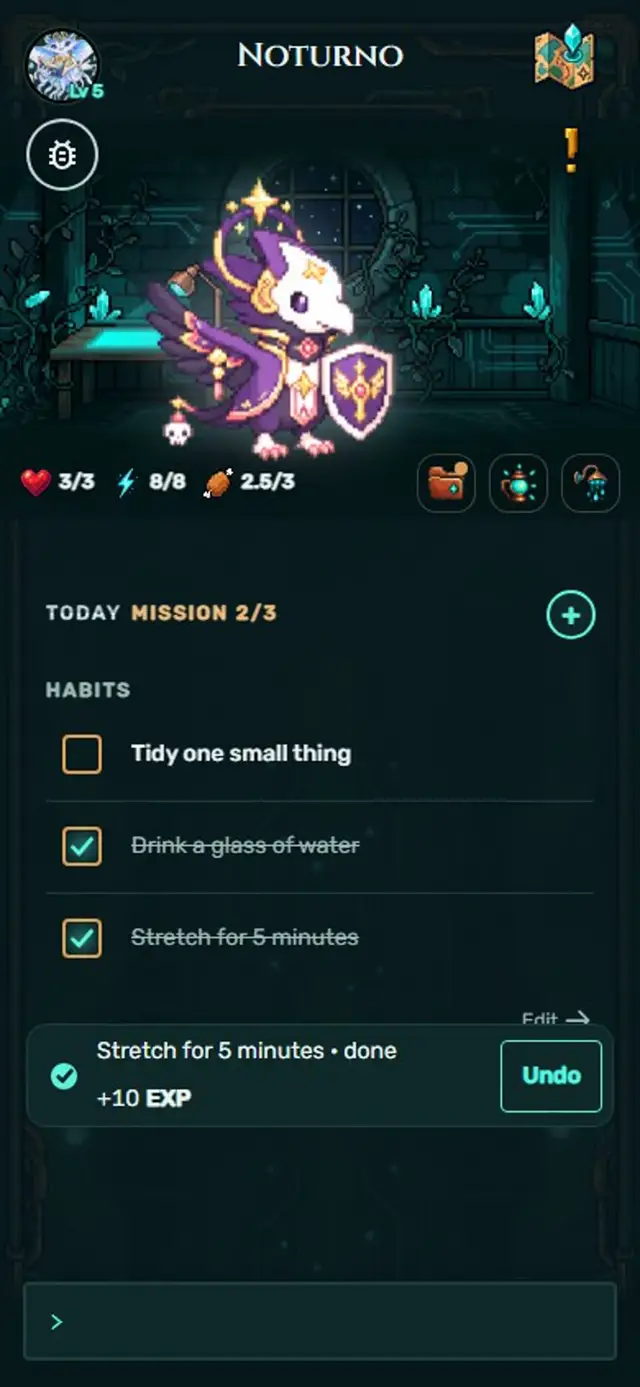 Noturno
Lv 5
!
3/3 8/8 2.5/3
TODAY MISSION 2/3
HABITS
Tidy one small thing
Drink a glass of water
Stretch for 5 minutes
Edit →
Stretch for 5 minutes • done
+10 EXP
Undo
>